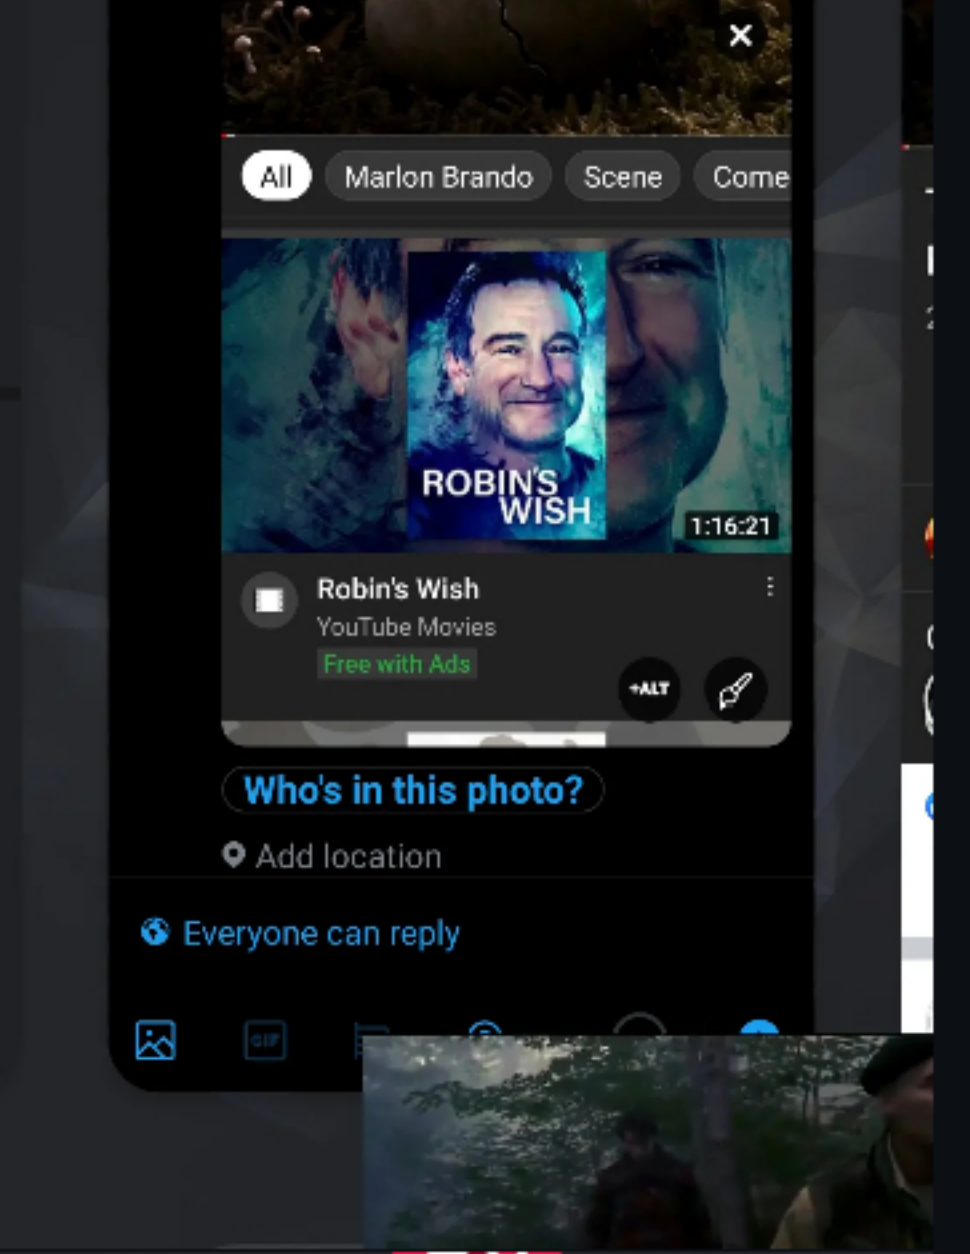 All Marlon Brando Scene Come
ROBIN'S
WISH
1:16:21
Robin's Wish
YouTube Movies
Free with Ads
+ALT
Who's in this photo?
Add location
Everyone can reply
GIF